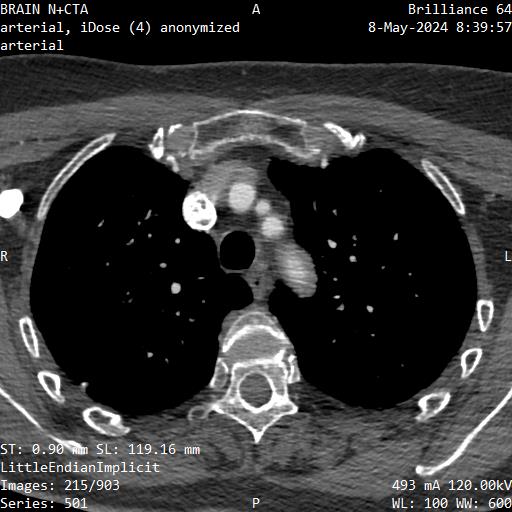 BRAIN N+CTA
A
Brilliance 64
arterial, iDose (4) anonymized
8-May-2024 8:39:57
arterial
R
L
ST: 0.90 mm SL: 119.16 mm
LittleEndianImplicit
Images: 215/903
493 mA 120.00kV
Series: 501
P
WL: 100 WW: 600